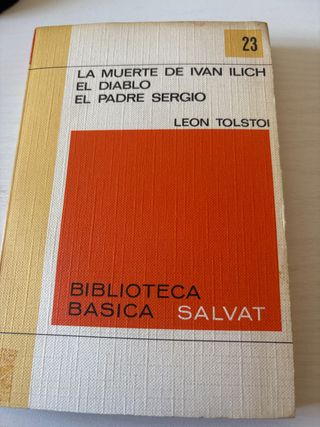 23
LA MUERTE DE IVAN ILICH
EL DIABLO
EL PADRE SERGIO
LEON TOLSTOI
BIBLIOTECA
BASICA SALVAT